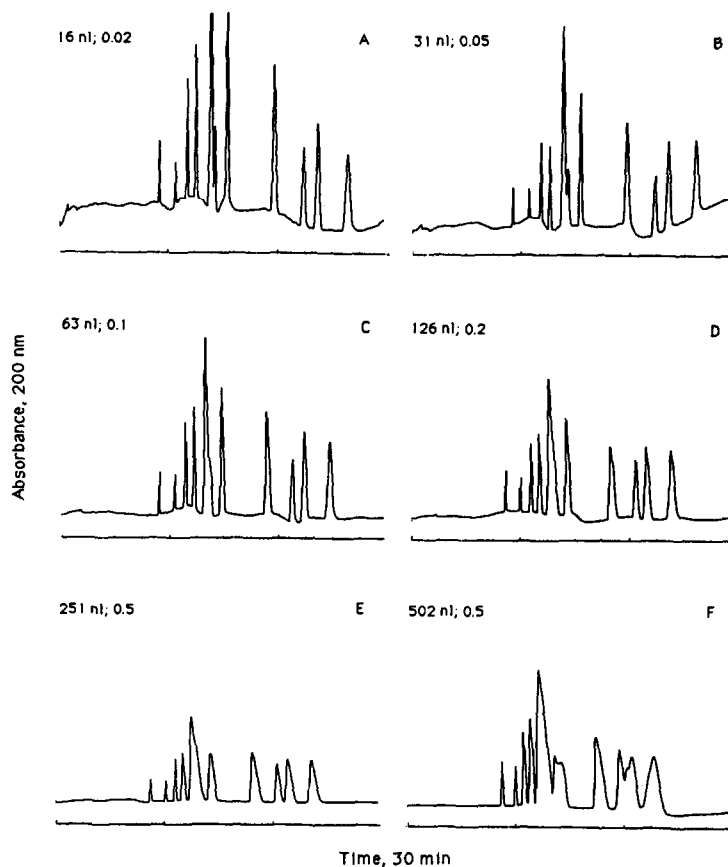 16 nl; 0.02 A
31 nl; 0.05 B
63 nl; 0.1 C
126 nl; 0.2 D
Absorbance, 200 nm
251 nl; 0.5 E
502 nl; 0.5 F
Time, 30 min